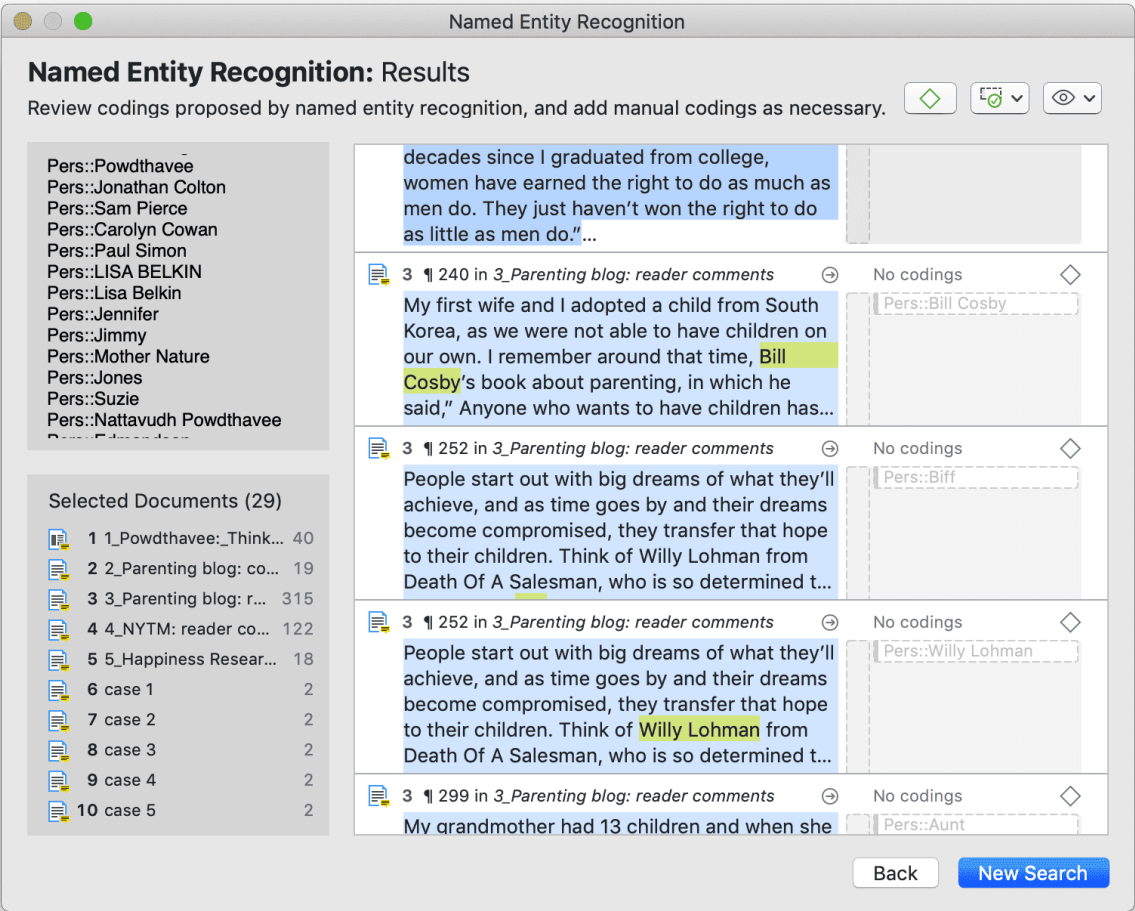 Named Entity Recognition
Named Entity Recognition: Results
Review codings proposed by named entity recognition, and add manual codings as necessary.
Pers::Powdthavee
Pers::Jonathan Colton
Pers::Sam Pierce
Pers::Carolyn Cowan
Pers::Paul Simon
Pers::LISA BELKIN
Pers::Lisa Belkin
Pers::Jennifer
Pers::Jimmy
Pers::Mother Nature
Pers::Jones
Pers::Suzie
Pers::Nattavudh Powdthavee
Selected Documents (29)
1 1_Powdthavee:_Think... 40
2 2_Parenting blog: co... 19
3 3_Parenting blog: r... 315
4 4_NYTM: reader co... 122
5 5_Happiness Resear... 18
6 case 1 2
7 case 2 2
8 case 3 2
9 case 4 2
10 case 5 2
decades since I graduated from college,
women have earned the right to do as much as
men do. They just haven’t won the right to do
as little as men do.”...
3 ¶ 240 in 3_Parenting blog: reader comments No codings
Pers::Bill Cosby
My first wife and I adopted a child from South
Korea, as we were not able to have children on
our own. I remember around that time, Bill
Cosby’s book about parenting, in which he
said,” Anyone who wants to have children has...
3 ¶ 252 in 3_Parenting blog: reader comments No codings
Pers::Biff
People start out with big dreams of what they’ll
achieve, and as time goes by and their dreams
become compromised, they transfer that hope
to their children. Think of Willy Lohman from
Death Of A Salesman, who is so determined t...
3 ¶ 252 in 3_Parenting blog: reader comments No codings
Pers::Willy Lohman
People start out with big dreams of what they’ll
achieve, and as time goes by and their dreams
become compromised, they transfer that hope
to their children. Think of Willy Lohman from
Death Of A Salesman, who is so determined t...
3 ¶ 299 in 3_Parenting blog: reader comments No codings
Pers::Aunt
My grandmother had 13 children and when she
Back
New Search